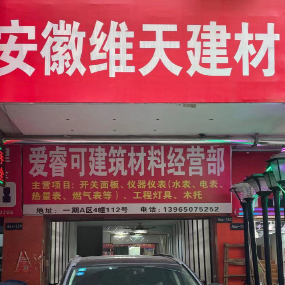 安徽维天建材
爱睿可建筑材料经营部
主营项目: 开关面板、仪器仪表(水表、电表、
热量表、燃气表等)、工程灯具、木托
地址: 一期A区4幢112号 电话: 13965075252